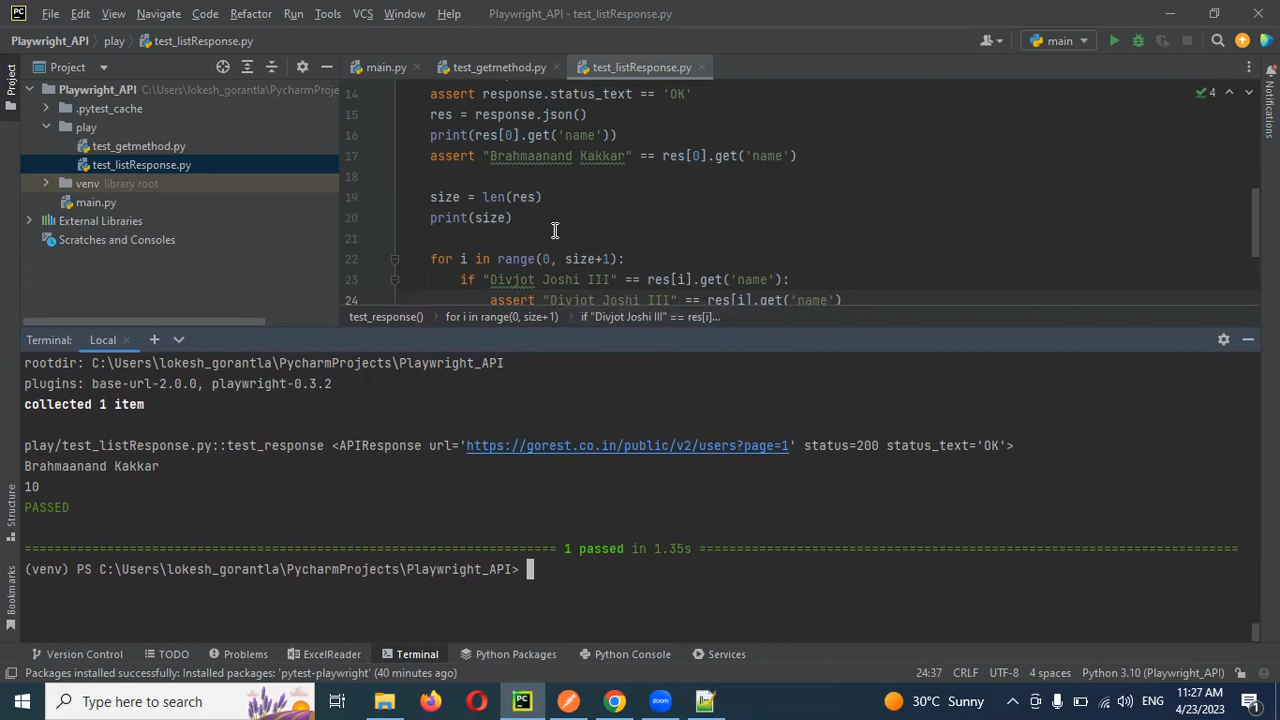 File Edit View Navigate Code Refactor Run Tools VCS Window Help Playwright_API - test_listResponse.py
Playwright_API play test_listResponse.py main
Project main.py test_getmethod.py test_listResponse.py
Playwright_API C:\Users\lokesh_gorantla\PycharmProje
.pytest_cache
play
test_getmethod.py
test_listResponse.py
venv library root
main.py
External Libraries
Scratches and Consoles
14 assert response.status_text == 'OK'
15 res = response.json()
16 print(res[0].get('name'))
17 assert "Brahmaanand Kakkar" == res[0].get('name')
18
19 size = len(res)
20 print(size)
21
22 for i in range(0, size+1):
23 if "Divjot Joshi III" == res[i].get('name'):
24 assert "Divjot Joshi III" == res[i].get('name')
4
test_response() for i in range(0, size+1) if "Divjot Joshi III" == res[i]...
Project
Notifications
Structure
Bookmarks
Terminal: Local
rootdir: C:\Users\lokesh_gorantla\PycharmProjects\Playwright_API
plugins: base-url-2.0.0, playwright-0.3.2
collected 1 item
play/test_listResponse.py::test_response <APIResponse url='https://gorest.co.in/public/v2/users?page=1' status=200 status_text='OK'>
Brahmaanand Kakkar
10
PASSED
============================== 1 passed in 1.35s ==============================
(venv) PS C:\Users\lokesh_gorantla\PycharmProjects\Playwright_API>
Version Control TODO Problems ExcelReader Terminal Python Packages Python Console Services
Packages installed successfully: Installed packages: 'pytest-playwright' (40 minutes ago) 24:37 CRLF UTF-8 4 spaces Python 3.10 (Playwright_API)
Type here to search
30°C Sunny ENG
11:27 AM
4/23/2023
1